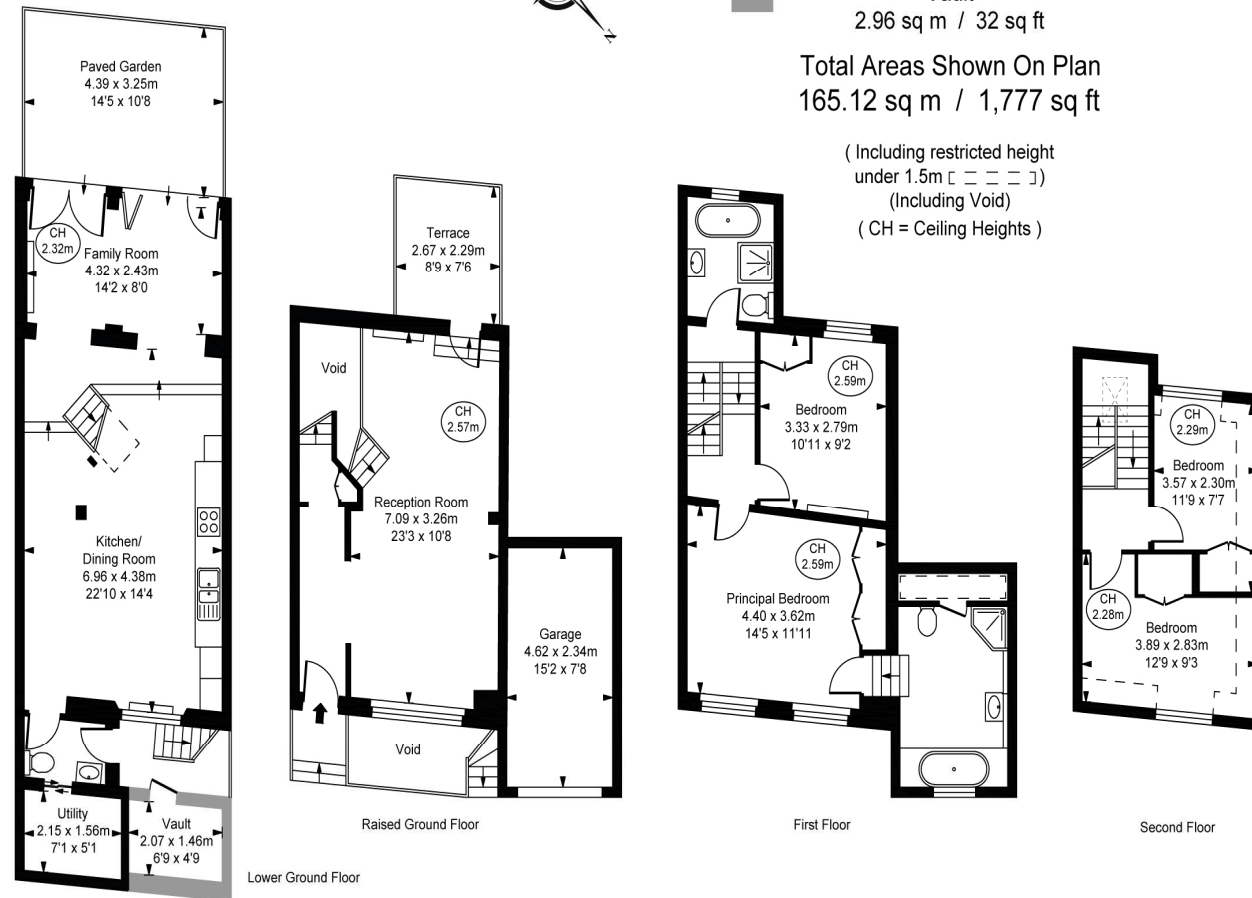 N
2.96 sq m / 32 sq ft
Total Areas Shown On Plan
165.12 sq m / 1,777 sq ft
( Including restricted height
under 1.5m )
(Including Void)
( CH = Ceiling Heights )
Paved Garden
4.39 x 3.25m
14'5 x 10'8
CH
2.32m
Family Room
4.32 x 2.43m
14'2 x 8'0
Kitchen/
Dining Room
6.96 x 4.38m
22'10 x 14'4
Utility
2.15 x 1.56m
7'1 x 5'1
Vault
2.07 x 1.46m
6'9 x 4'9
Lower Ground Floor
Terrace
2.67 x 2.29m
8'9 x 7'6
Void
CH
2.57m
Reception Room
7.09 x 3.26m
23'3 x 10'8
Garage
4.62 x 2.34m
15'2 x 7'8
Void
Raised Ground Floor
CH
2.59m
Bedroom
3.33 x 2.79m
10'11 x 9'2
CH
2.59m
Principal Bedroom
4.40 x 3.62m
14'5 x 11'11
First Floor
CH
2.29m
Bedroom
3.57 x 2.30m
11'9 x 7'7
CH
2.28m
Bedroom
3.89 x 2.83m
12'9 x 9'3
Second Floor